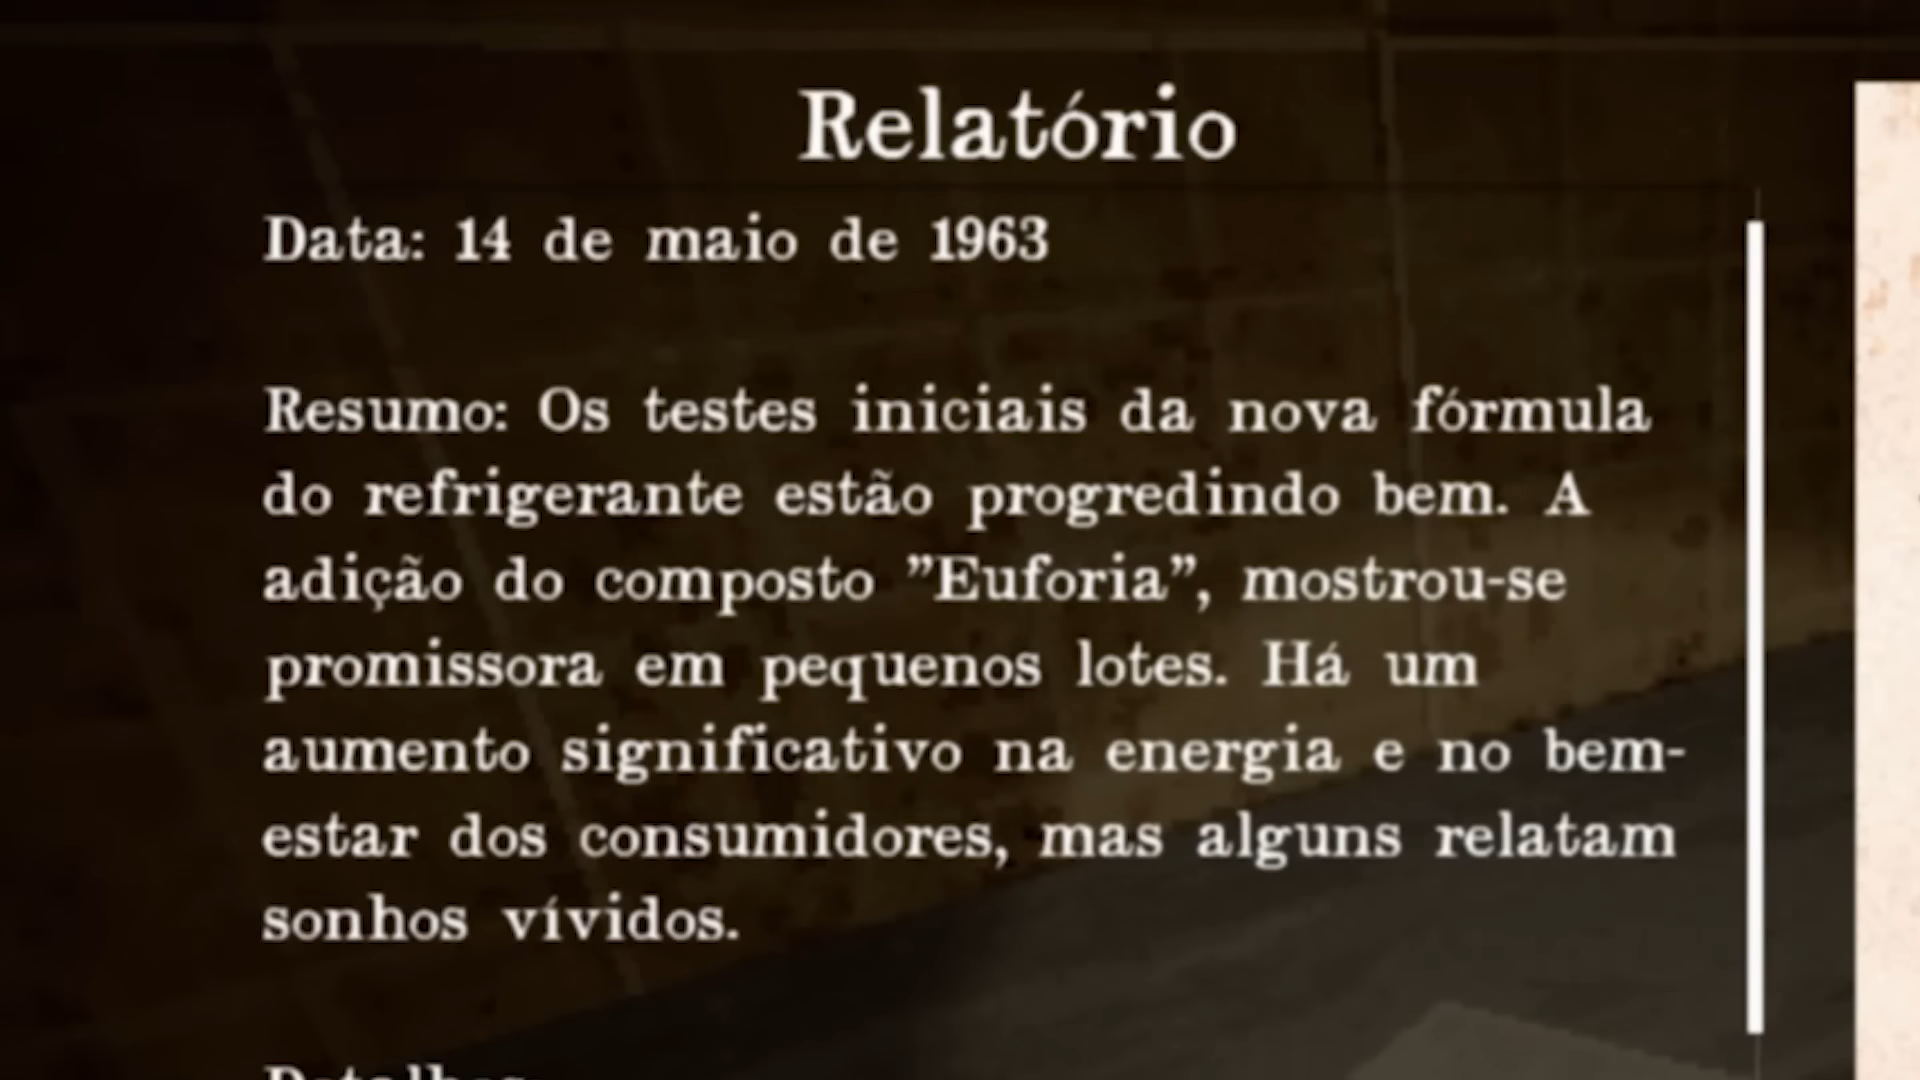 Relatório
Data: 14 de maio de 1963
Resumo: Os testes iniciais da nova fórmula
do refrigerante estão progredindo bem. A
adição do composto ”Euforia”, mostrou-se
promissora em pequenos lotes. Há um
aumento significativo na energia e no bem-
estar dos consumidores, mas alguns relatam
sonhos vívidos.